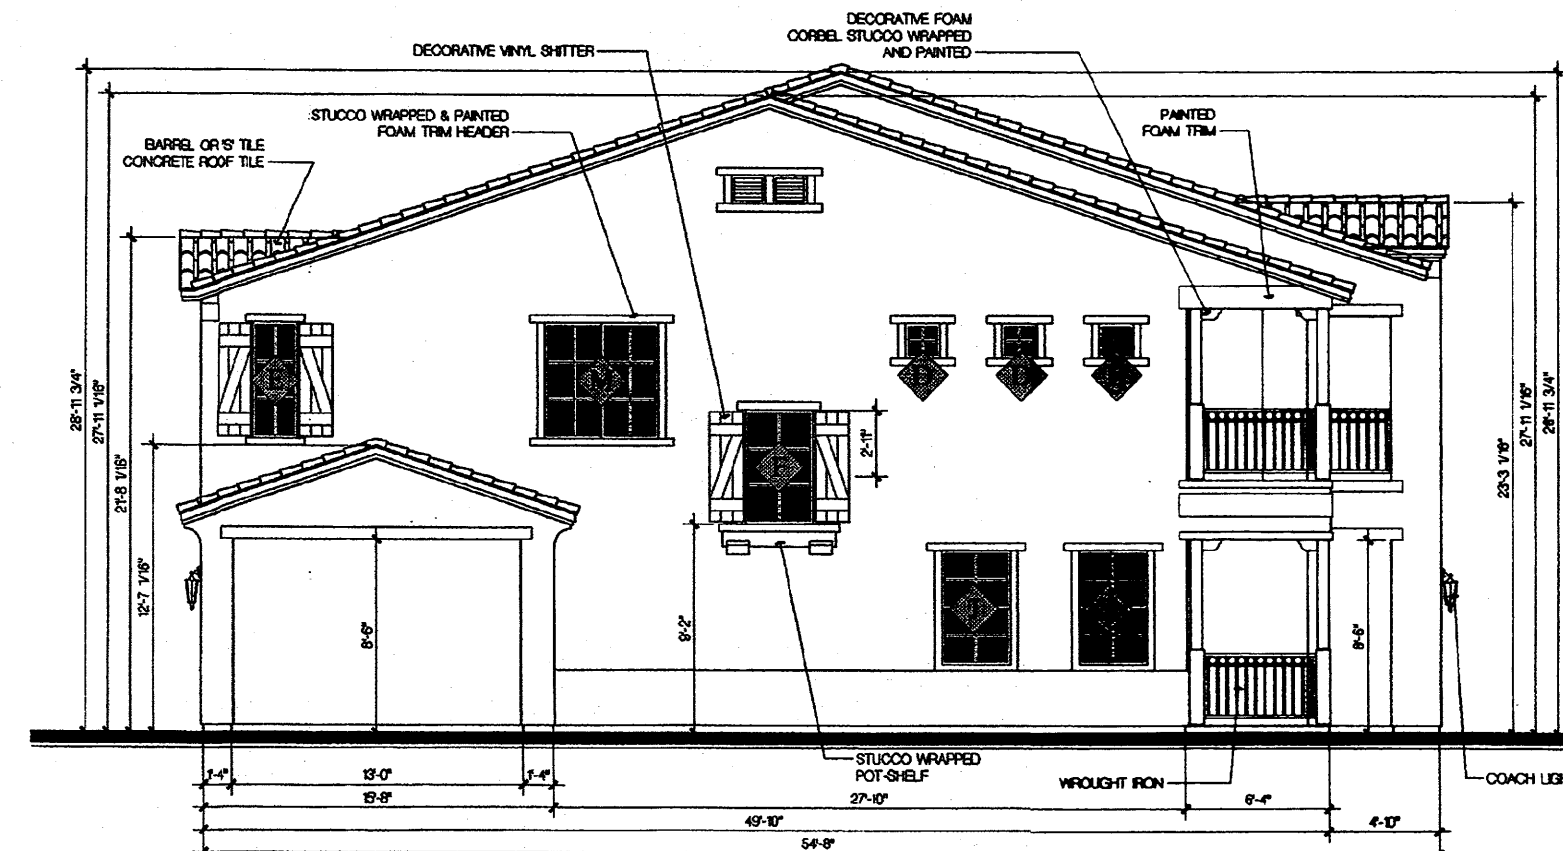 DECORATIVE FOAM
CORBEL STUCCO WRAPPED
AND PAINTED
DECORATIVE VINYL SHTTER
STUCCO WRAPPED & PAINTED
FOAM TRIM HEADER
PAINTED
FOAM TRIM
BARREL OR 'S' TILE
CONCRETE ROOF TILE
28'-11 3/4"
27'-11 1/16"
21'-8 1/16"
12'-7 1/16"
8'-6"
9'-2"
2'-11"
8'-6"
23'-3 1/16"
27'-11 1/16"
28'-11 3/4"
STUCCO WRAPPED
POT-SHELF
WROUGHT IRON
COACH LIG
1'-4"
13'-0"
1'-4"
15'-8"
27'-10"
6'-4"
49'-10"
4'-10"
54'-8"